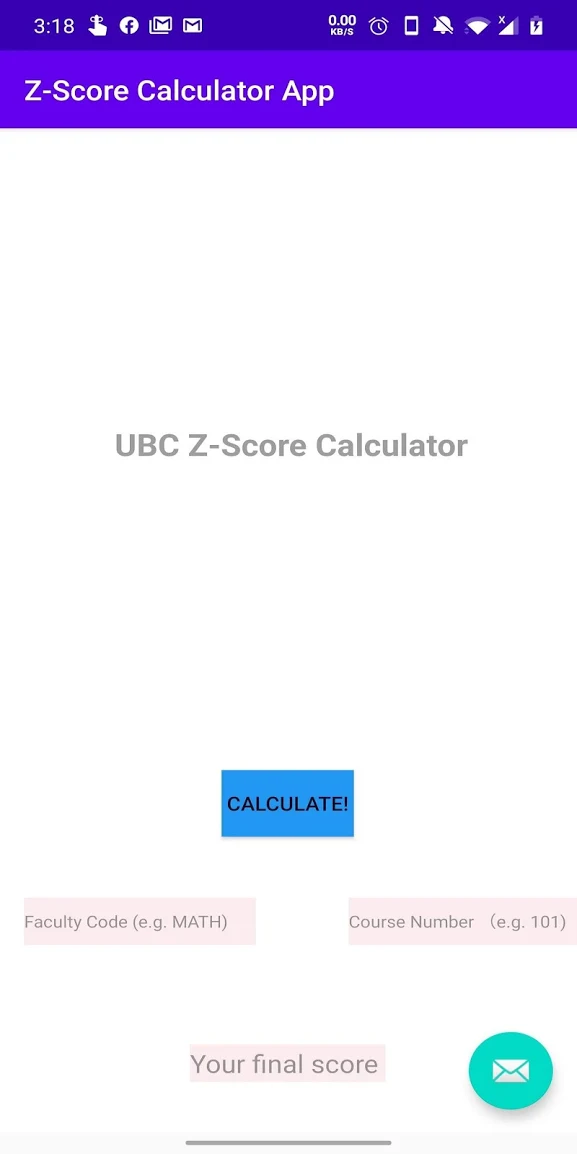 3:18
0.00
KB/S
Z-Score Calculator App
UBC Z-Score Calculator
CALCULATE!
Faculty Code (e.g. MATH)
Course Number （e.g. 101)
Your final score